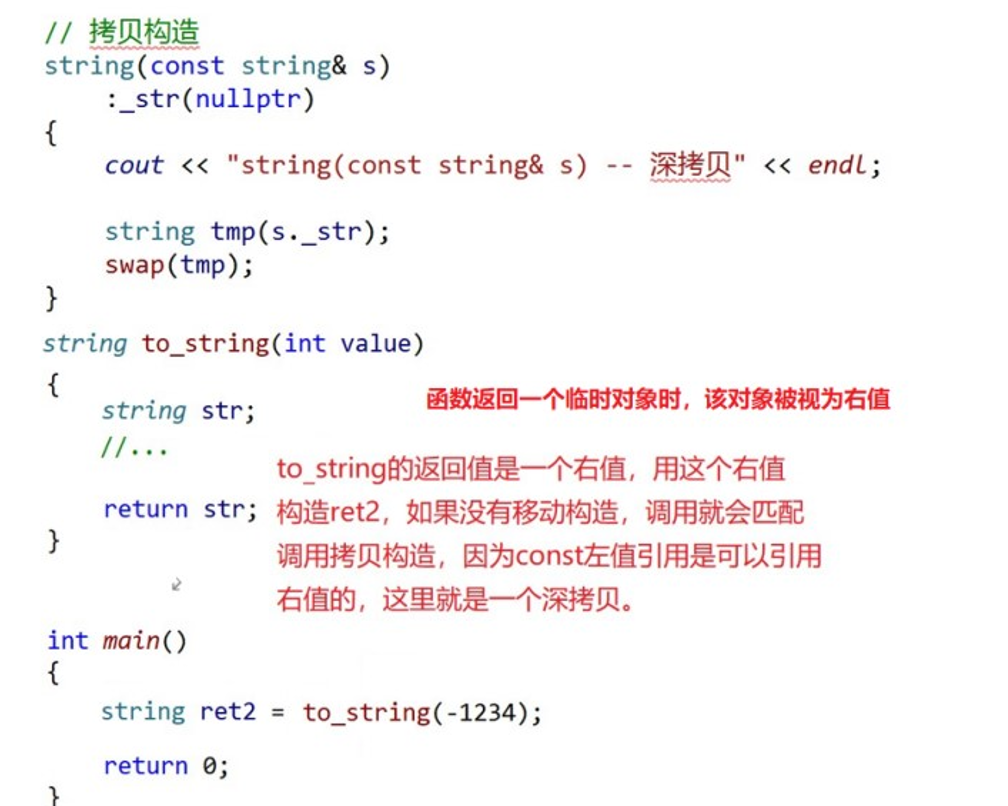 // 拷贝构造
string(const string& s)
:_str(nullptr)
{
cout << "string(const string& s) -- 深拷贝" << endl;
string tmp(s._str);
swap(tmp);
}
string to_string(int value)
{
函数返回一个临时对象时，该对象被视为右值
string str;
//...
to_string的返回值是一个右值，用这个右值
return str;
构造ret2，如果没有移动构造，调用就会匹配
}
调用拷贝构造，因为const左值引用是可以引用
右值的，这里就是一个深拷贝。
int main()
{
string ret2 = to_string(-1234);
return 0;
}